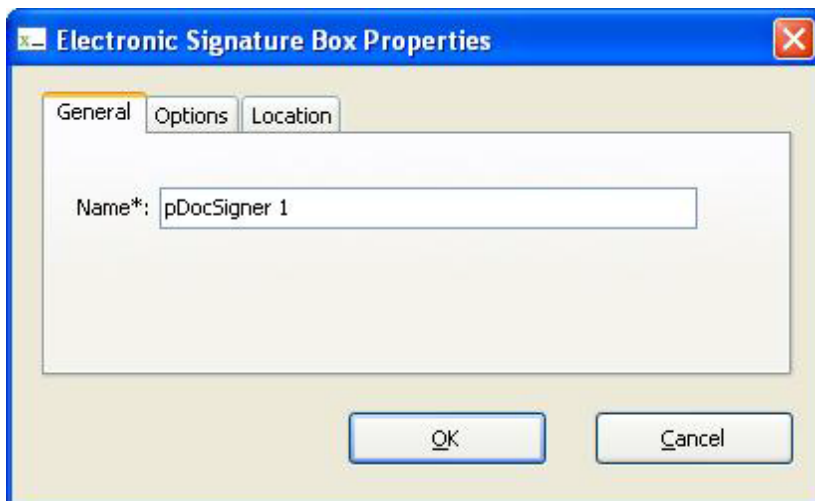 Electronic Signature Box Properties
General Options Location
Name*: pDocSigner 1
OK Cancel